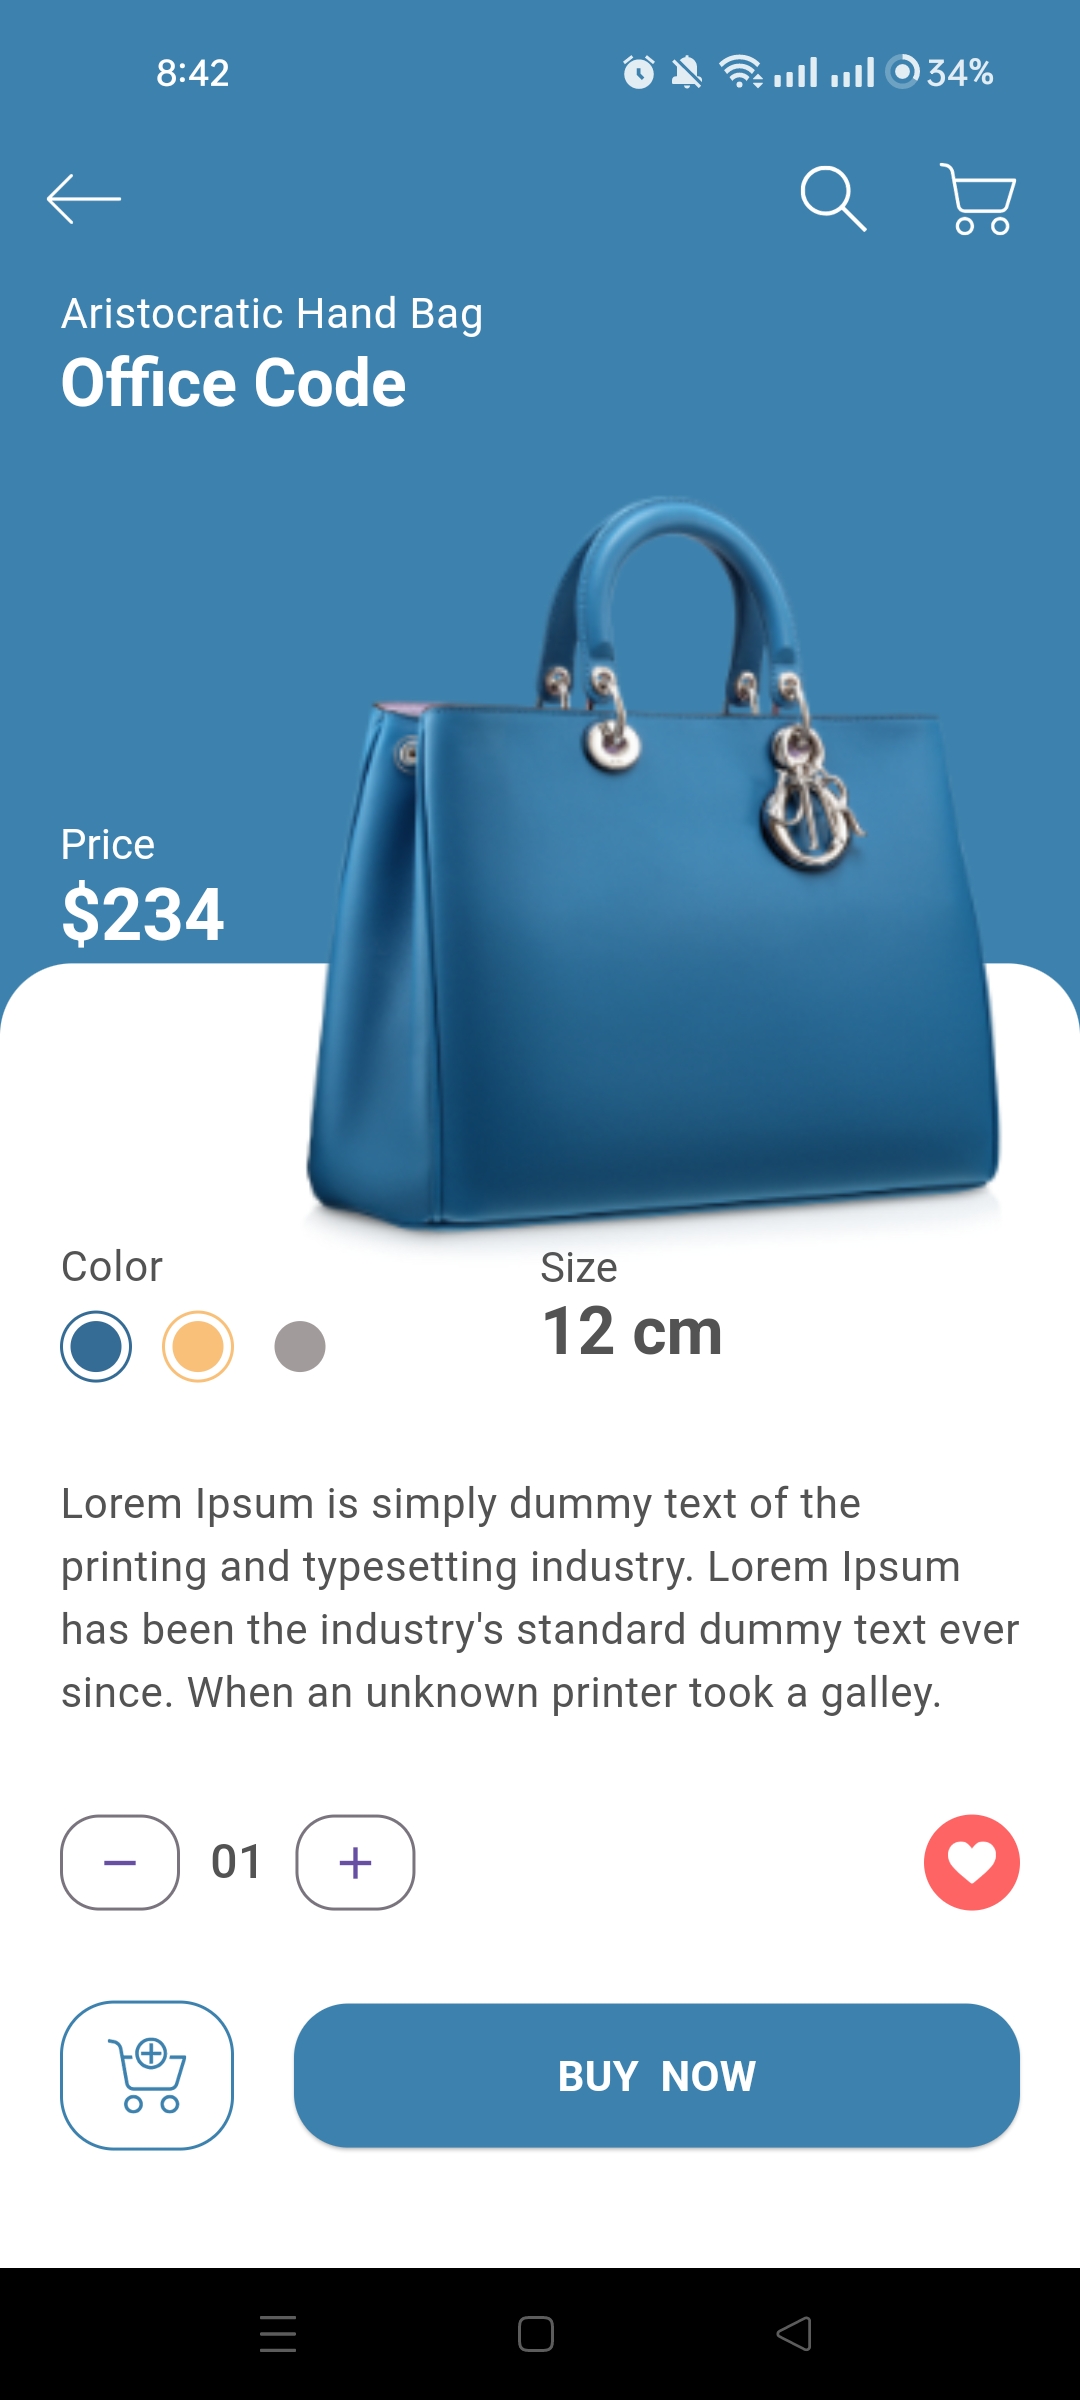 8:42 34%
Aristocratic Hand Bag
Office Code
Price
$234
Color
Size
12 cm
Lorem Ipsum is simply dummy text of the
printing and typesetting industry. Lorem Ipsum
has been the industry's standard dummy text ever
since. When an unknown printer took a galley.
01
BUY NOW